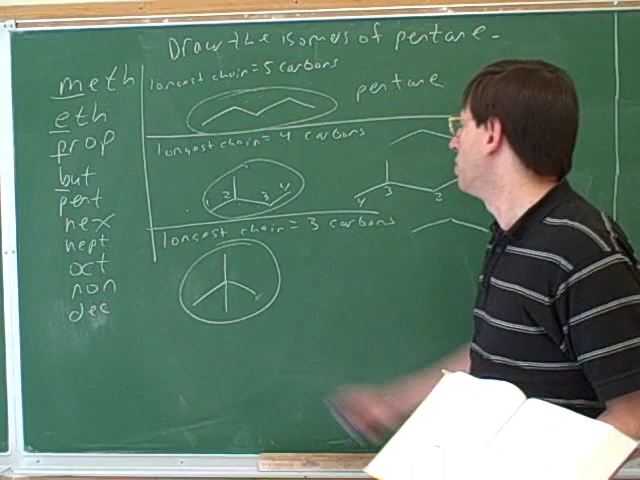 Draw the isomers of pentane.
meth
eth
prop
but
pent
hex
hept
oct
non
dec
longest chain = 5 carbons
pentane
longest chain = 4 carbons
1 2 3 4
4 3 2
longest chain = 3 carbons